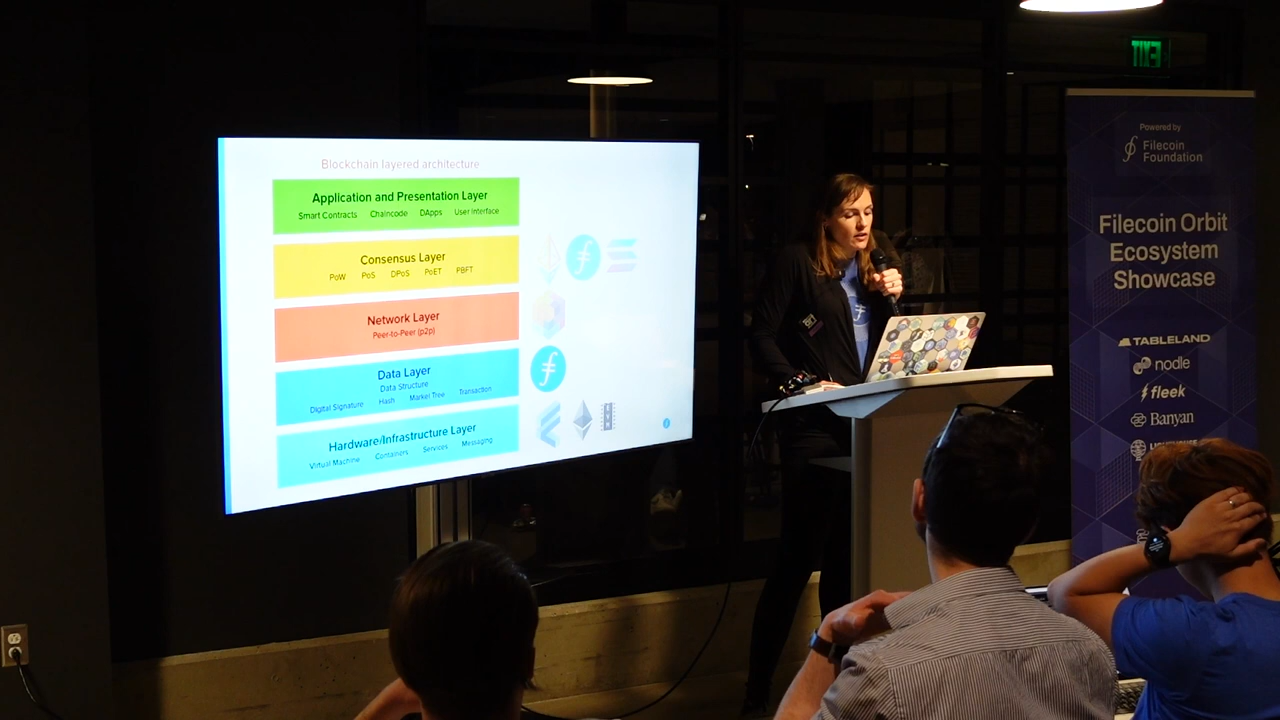 Blockchain layered architecture
Application and Presentation Layer
Smart Contracts Chaincode DApps User interface
Consensus Layer
PoW PoS DPoS PoET PBFT
Network Layer
Peer-to-Peer (p2p)
Data Layer
Data Structure
Digital Signature Hash Market Tree Transaction
Hardware/Infrastructure Layer
Virtual Machine Containers Services Messaging
EXIT
Powered by
Filecoin
Foundation
Filecoin Orbit
Ecosystem
Showcase
TABLELAND
nodle
fleek
Banyan